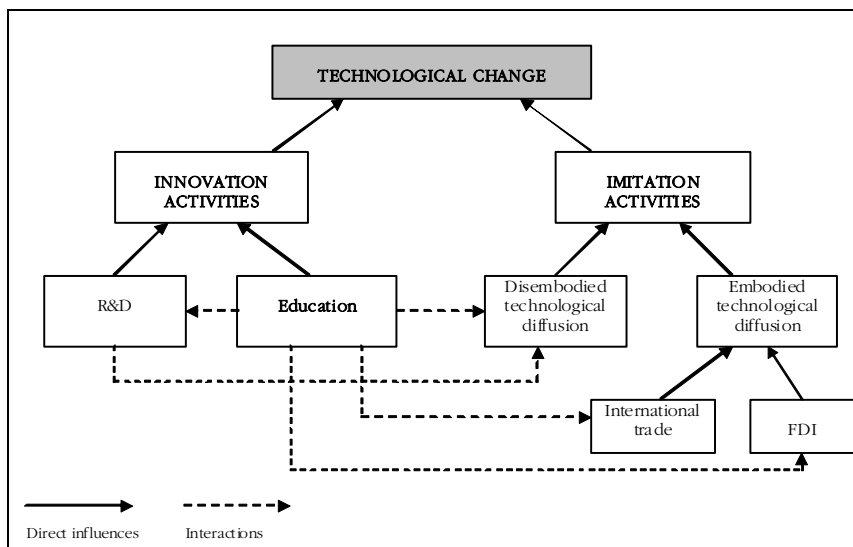 TECHNOLOGICAL CHANGE
INNOVATION
ACTIVITIES
IMITATION
ACTIVITIES
R&D
Education
Disembodied
technological
diffusion
Embodied
technological
diffusion
International
trade
FDI
Direct influences
Interactions